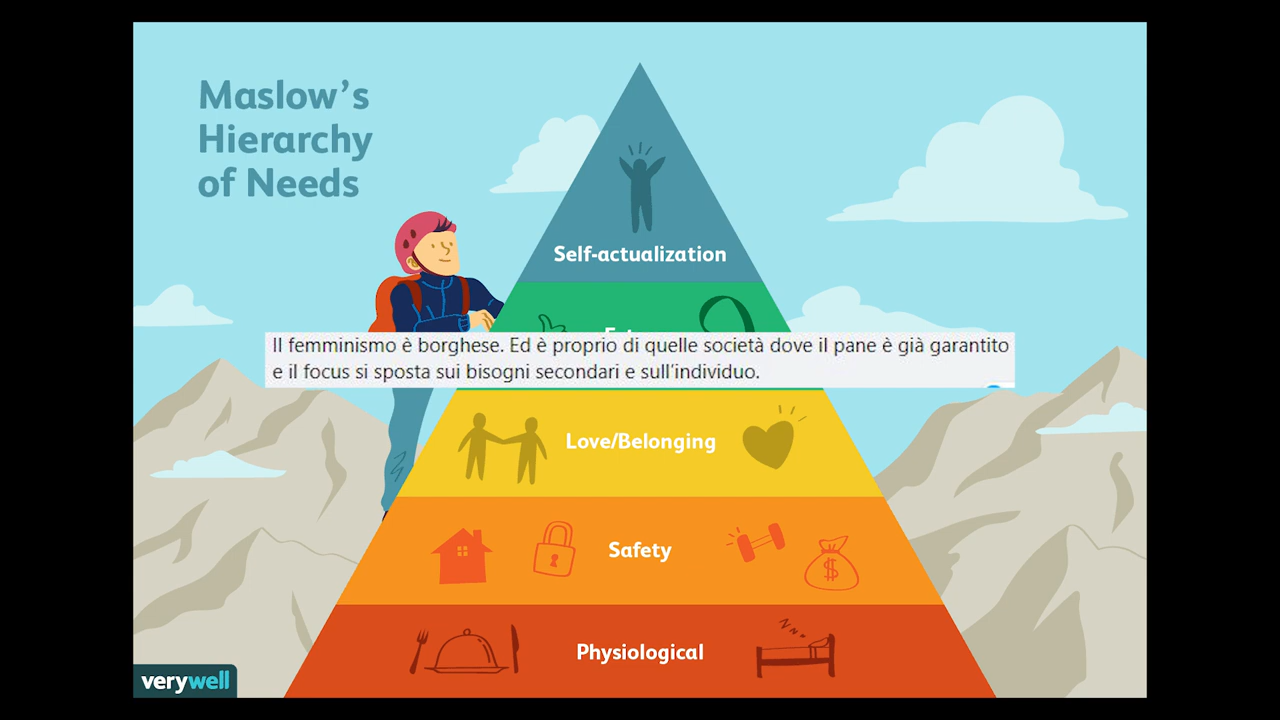 Maslow's
Hierarchy
of Needs
Self-actualization
Il femminismo è borghese. Ed è proprio di quelle società dove il pane è già garantito
e il focus si sposta sui bisogni secondari e sull'individuo.
Love/Belonging
Safety
$
Physiological
zzzz
verywell